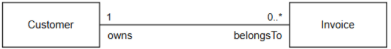 Customer
1
0..*
owns
belongsTo
Invoice